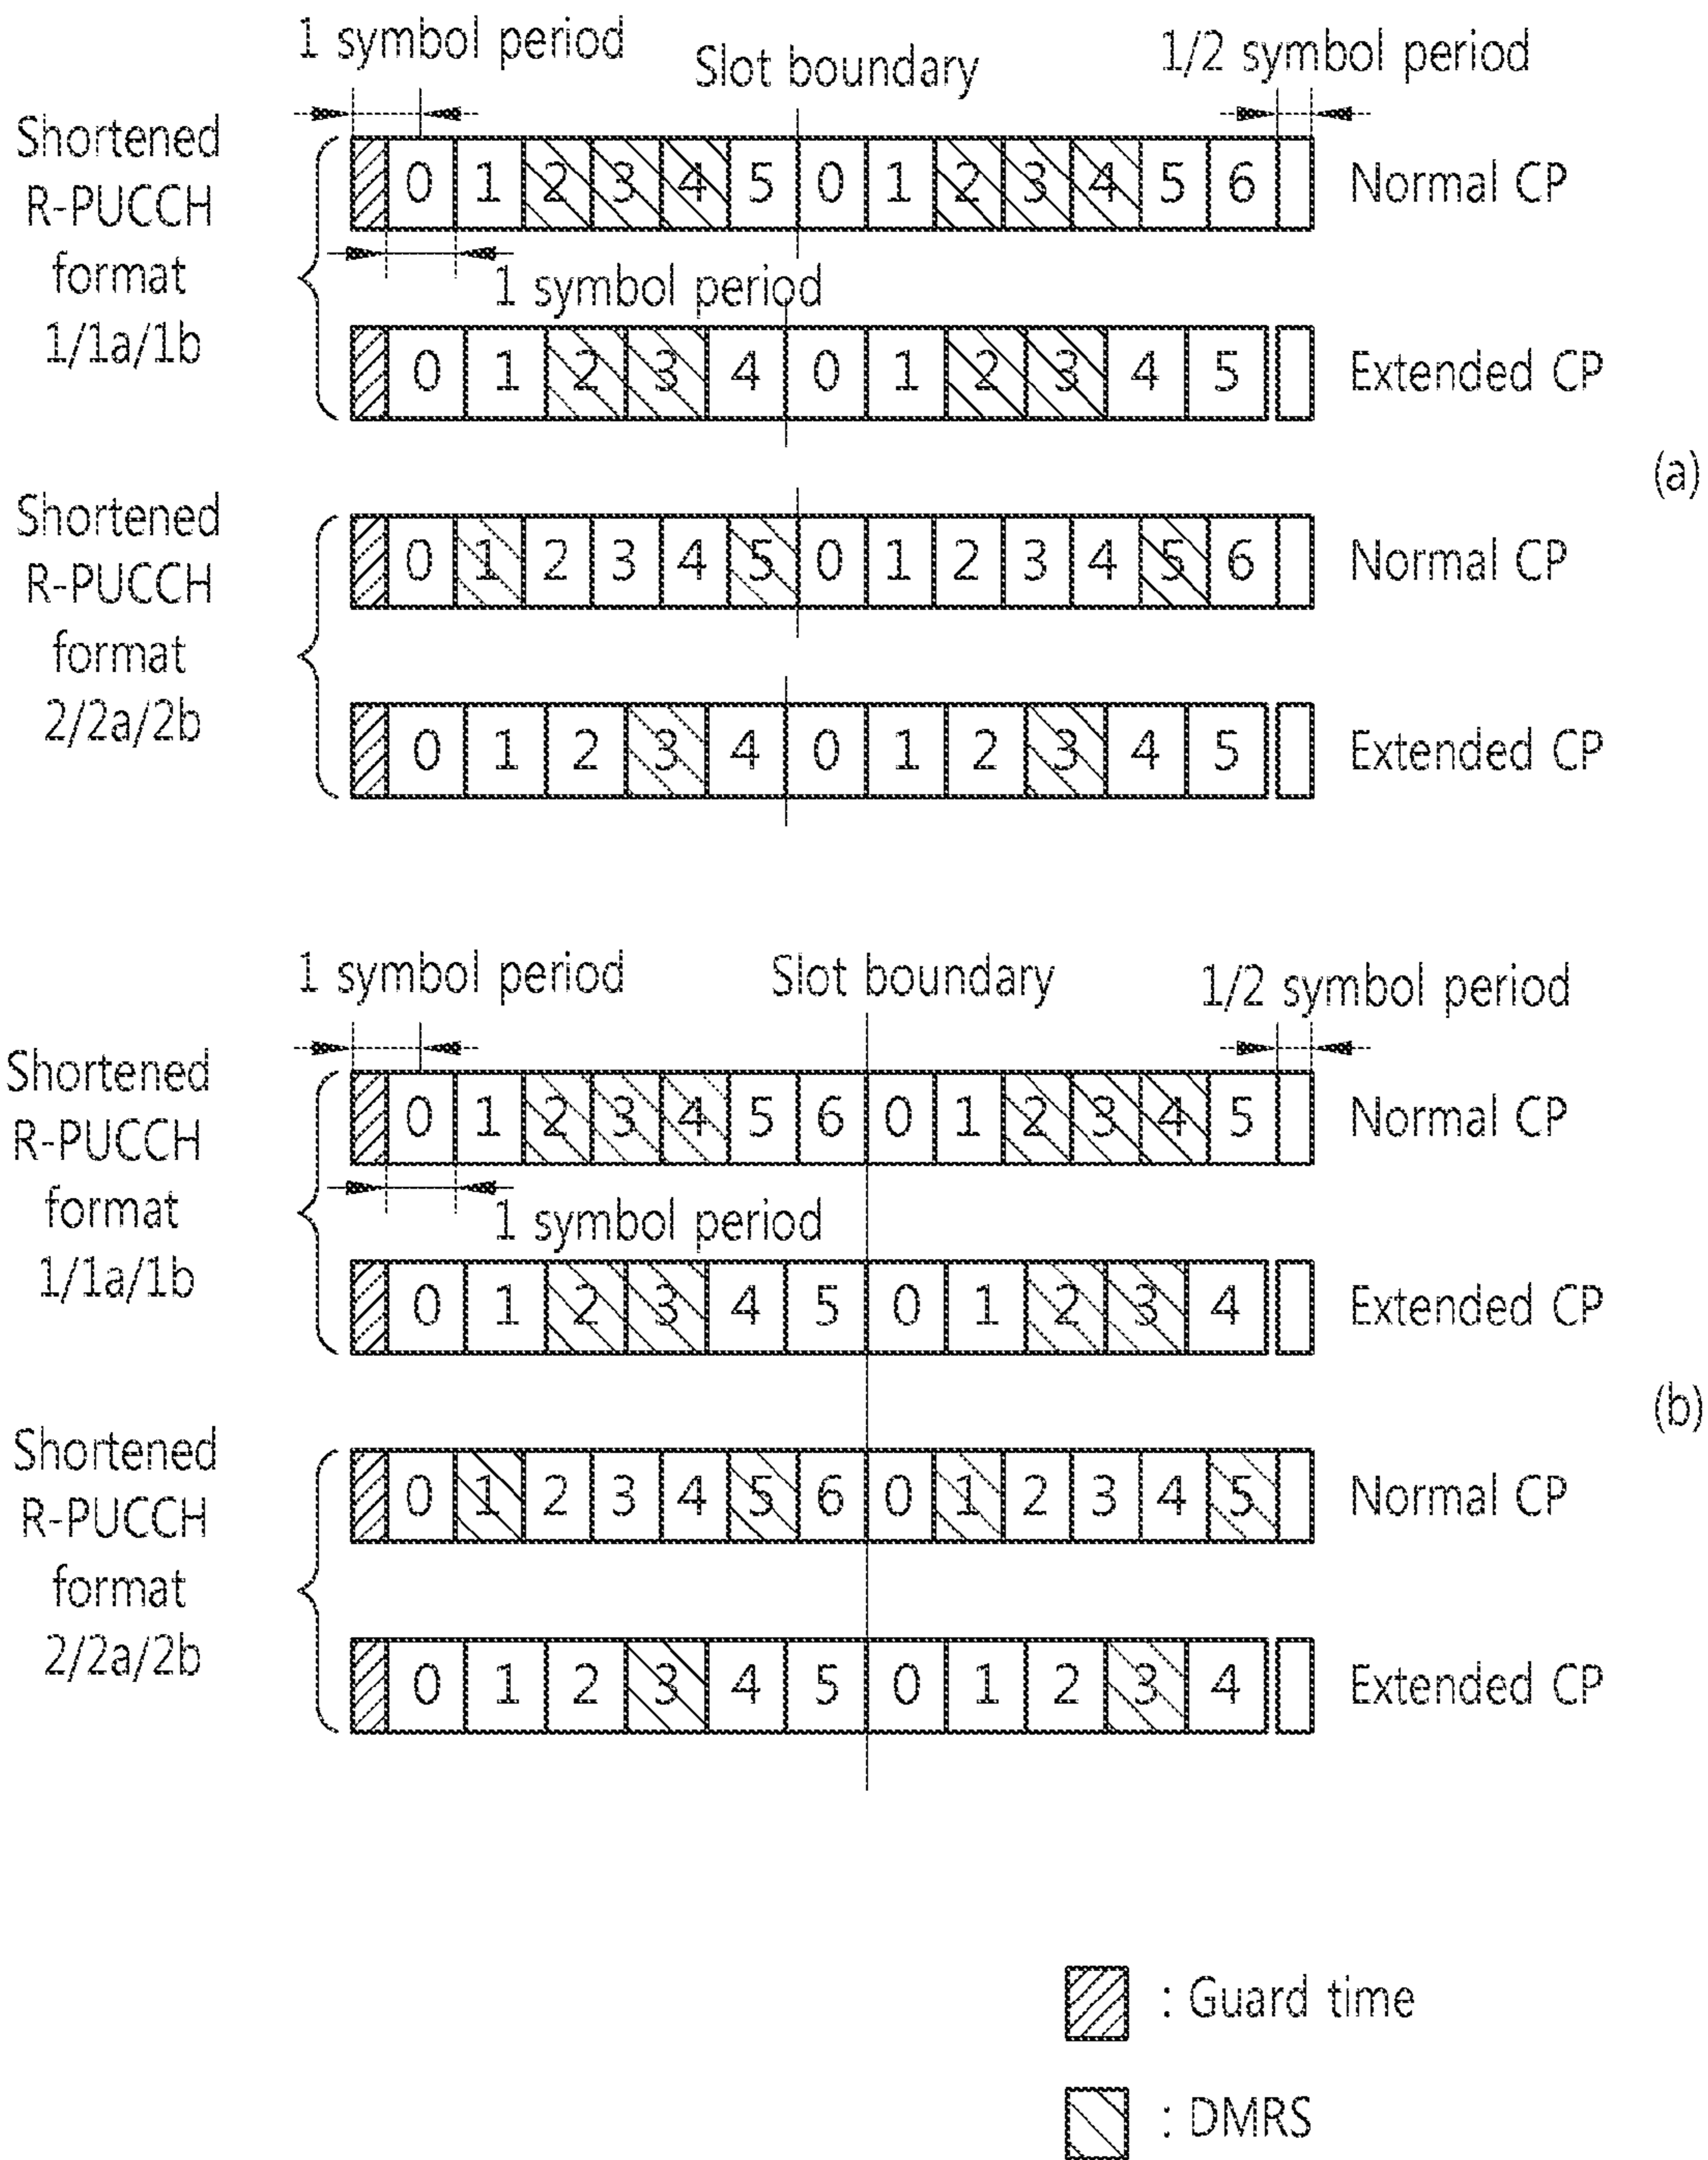 1 symbol period
Slot boundary
1/2 symbol period
Shortened
R-PUCCH
format
1/1a/1b
0 1 2 3 4 5 0 1 2 3 4 5 6
Normal CP
1 symbol period
0 1 2 3 4 0 1 2 3 4 5
Extended CP
(a)
Shortened
R-PUCCH
format
2/2a/2b
0 1 2 3 4 5 0 1 2 3 4 5 6
Normal CP
0 1 2 3 4 0 1 2 3 4 5
Extended CP
1 symbol period
Slot boundary
1/2 symbol period
Shortened
R-PUCCH
format
1/1a/1b
0 1 2 3 4 5 6 0 1 2 3 4 5
Normal CP
1 symbol period
0 1 2 3 4 5 0 1 2 3 4
Extended CP
(b)
Shortened
R-PUCCH
format
2/2a/2b
0 1 2 3 4 5 6 0 1 2 3 4 5
Normal CP
0 1 2 3 4 5 0 1 2 3 4
Extended CP
: Guard time
: DMRS